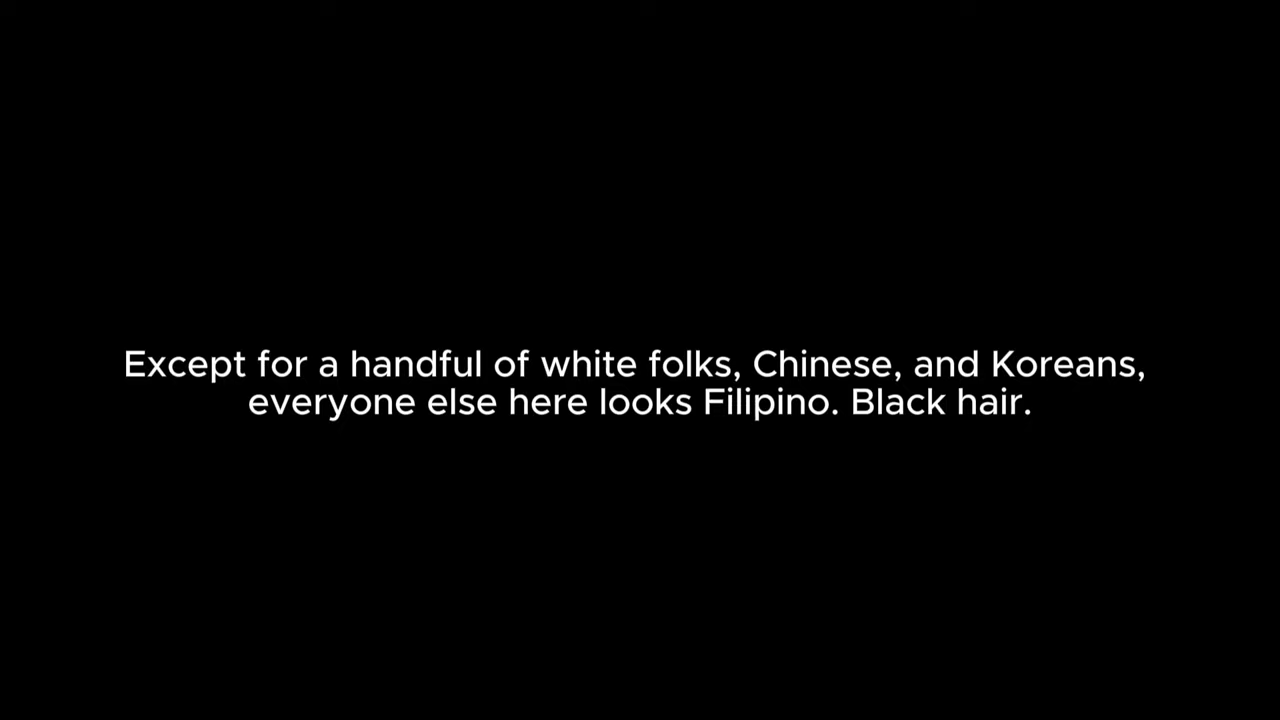 Except for a handful of white folks, Chinese, and Koreans,
everyone else here looks Filipino. Black hair.